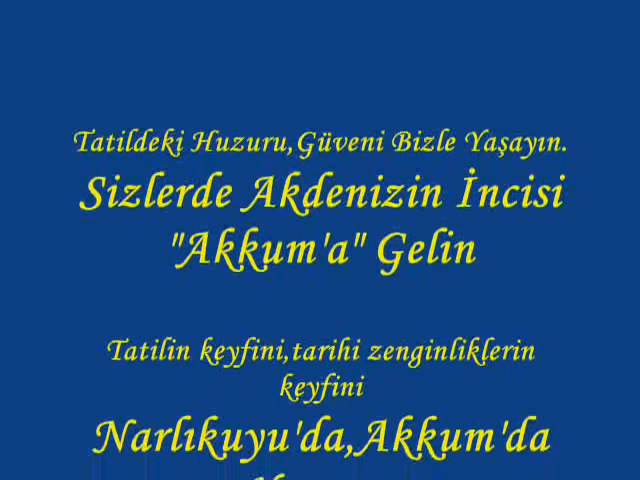 Tatildeki Huzuru,Güveni Bizle Yaşayın.
Sizlerde Akdenizin İncisi
"Akkum'a" Gelin
Tatilin keyfini,tarihi zenginliklerin
keyfini
Narlıkuyu'da,Akkum'da